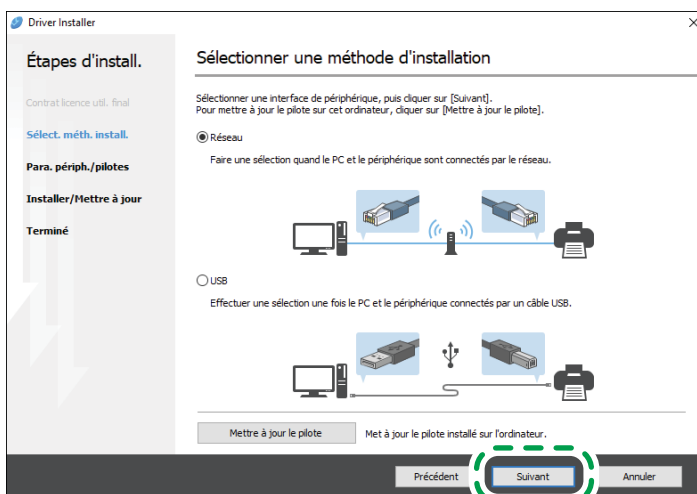 Driver Installer
Étapes d'install.
Contrat licence util. final
Sélect. méth. install.
Para. périph./pilotes
Installer/Mettre à jour
Terminé
Sélectionner une méthode d'installation
Sélectionner une interface de périphérique, puis cliquer sur [Suivant].
Pour mettre à jour le pilote sur cet ordinateur, cliquer sur [Mettre à jour le pilote].
Réseau
Faire une sélection quand le PC et le périphérique sont connectés par le réseau.
USB
Effectuer une sélection une fois le PC et le périphérique connectés par un câble USB.
Mettre à jour le pilote
Met à jour le pilote installé sur l'ordinateur.
Précédent
Suivant
Annuler